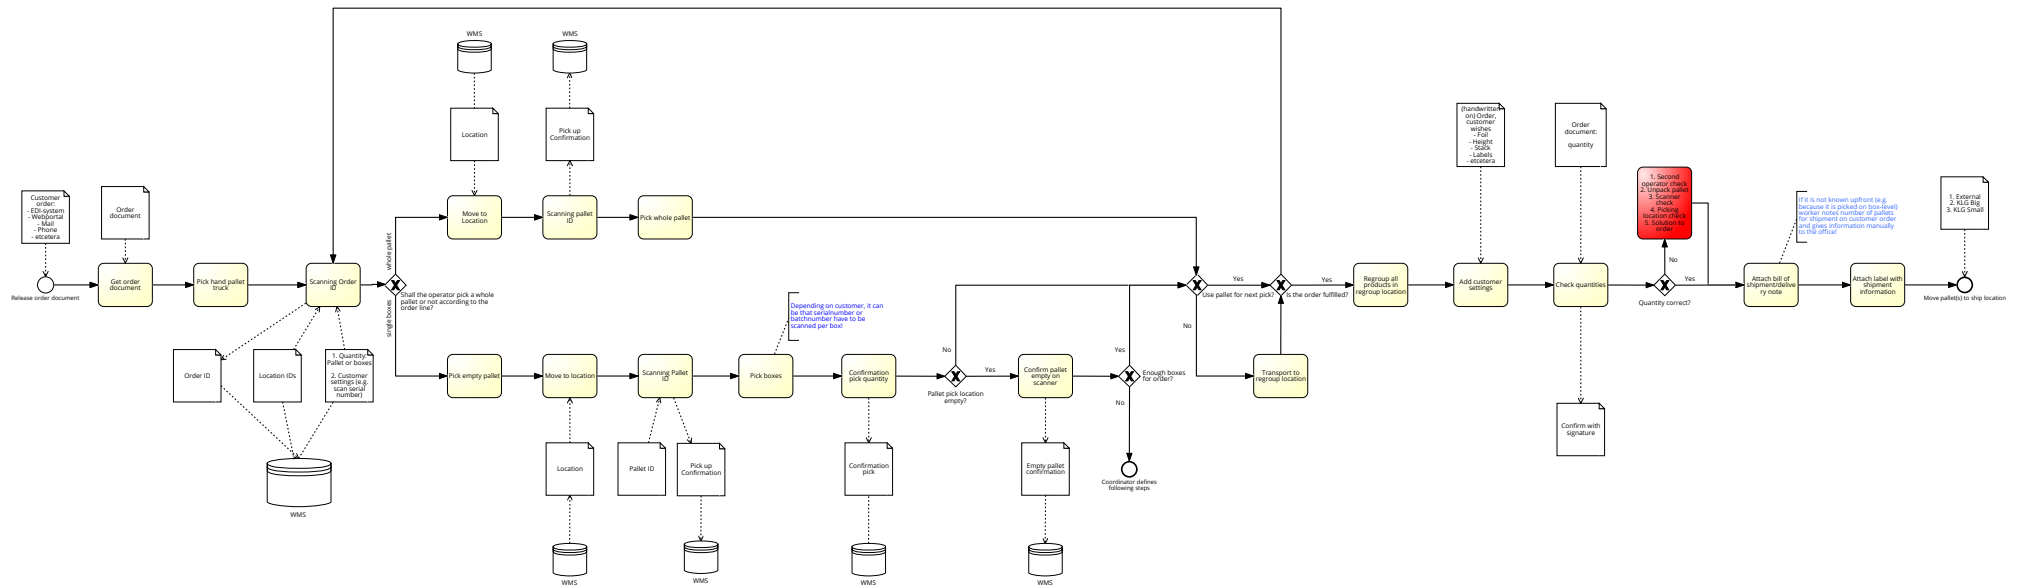 WMS
WMS
Location
Pick up
Confirmation
(handwritten
on) Order,
customer
wishes
- Foil
- Height
- Stack
- Labels
- etcetera
Order
document:
quantity
Customer
order:
- EDI-system
- Webportal
- Mail
- Phone
- etcetera
Order
document
Move to
Location
Scanning pallet
ID
Pick whole pallet
1. Second
operator check
2. Unpack pallet
3. Scanner
check
4. Picking
location check
5. Solution to
order
If it is not known upfront (e.g.
because it is picked on box-level)
worker notes number of pallets
for shipment on customer order
and gives information manually
to the office!
1. External
2. KLG Big
3. KLG Small
whole pallet
No
Release order document
Get order
document
Pick hand pallet
truck
Scanning Order
ID
Shall the operator pick a whole
pallet or not according to the
order line?
single boxes
Yes
Use pallet for next pick?
Yes
Is the order fulfilled?
Regroup all
products in
regroup location
Add customer
settings
Check quantities
Yes
Quantity correct?
Attach bill of
shipment/delive
ry note
Attach label with
shipment
information
Move pallet(s) to ship location
Depending on customer, it can
be that serialnumber or
batchnumber have to be
scanned per box!
No
Order ID
Location IDs
1. Quantity:
Pallet or boxes
2. Customer
settings (e.g.
scan serial
number)
Pick empty pallet
Move to location
Scanning Pallet
ID
Pick boxes
Confirmation
pick quantity
No
Yes
Pallet pick location
empty?
Confirm pallet
empty on
scanner
Yes
Enough boxes
for order?
No
Transport to
regroup location
Coordinator defines
following steps
Confirm with
signature
WMS
Location
Pallet ID
Pick up
Confirmation
Confirmation
pick
Empty pallet
confirmation
WMS
WMS
WMS
WMS